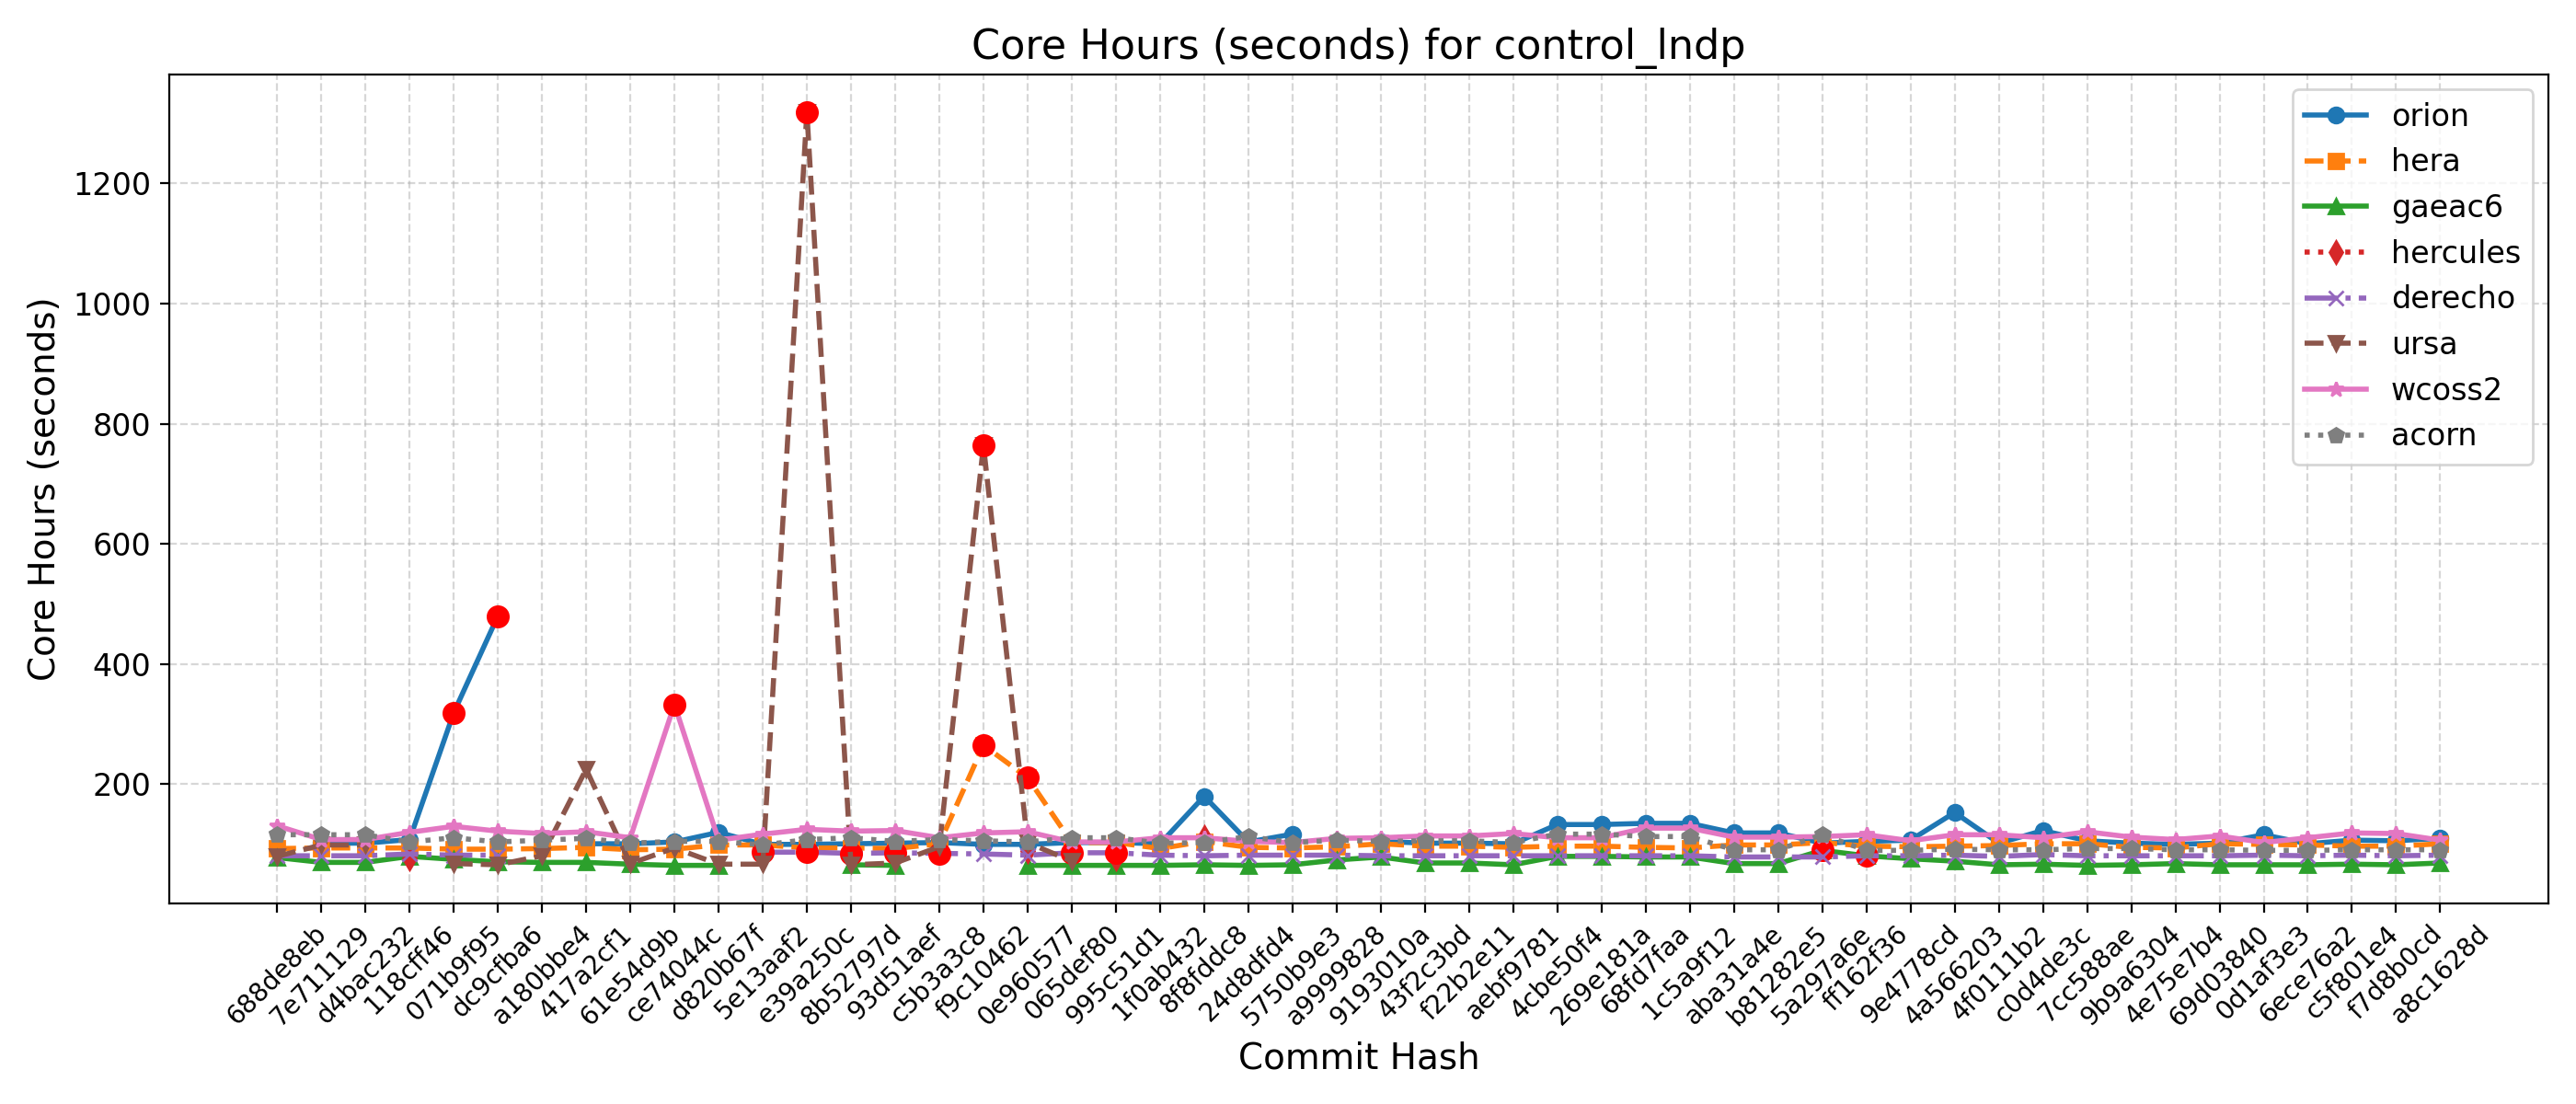 Core Hours (seconds) for control_lndp
Core Hours (seconds)
1200
1000
800
600
400
200
orion
hera
gaeac6
hercules
derecho
ursa
wcoss2
acorn
688de8eb
7e711129
d4bac232
118cff46
071b9f95
dc9cfba6
a180bbe4
417a2cf1
61e54d9b
ce74044c
d820b67f
5e13aaf2
e39a250c
8b52797d
93d51aef
c5b3a3c8
f9c10462
0e960577
065def80
995c51d1
1f0ab432
8f8fddc8
24d8dfd4
5750b9e3
a9999828
9193010a
43f2c3bd
f22b2e11
aebf9781
4cbe50f4
269e181a
68fd7faa
1c5a9f12
aba31a4e
b81282e5
5a297a6e
ff162f36
9e4778cd
4a566203
4f0111b2
c0d4de3c
7cc588ae
9b9a6304
4e75e7b4
69d03840
0d1af3e3
6ece76a2
c5f801e4
f7d8b0cd
a8c1628d
Commit Hash